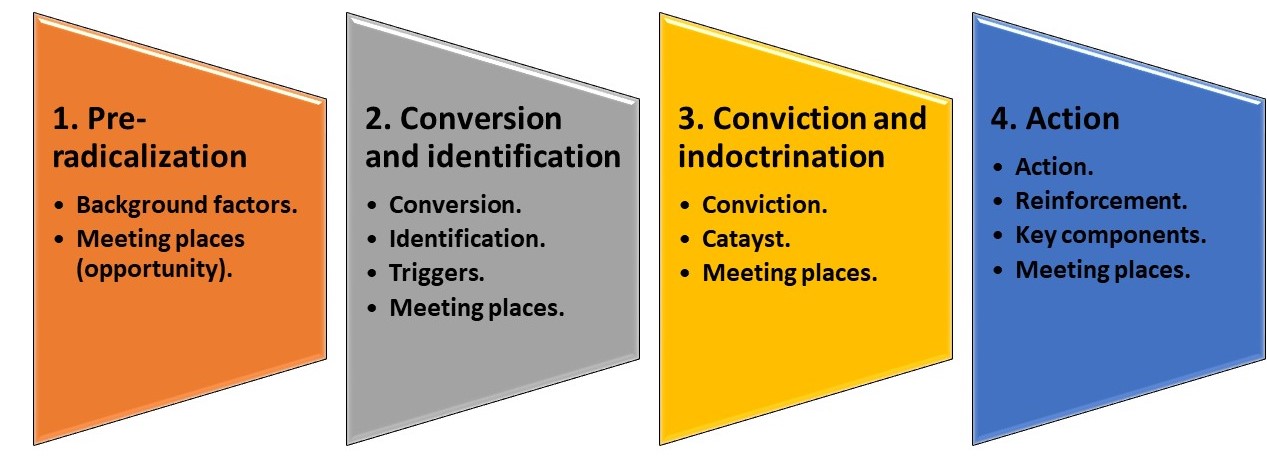 1. Pre-
radicalization
• Background factors.
• Meeting places
(opportunity).
2. Conversion
and identification
• Conversion.
• Identification.
• Triggers.
• Meeting places.
3. Conviction and
indoctrination
• Conviction.
• Catayst.
• Meeting places.
4. Action
• Action.
• Reinforcement.
• Key components.
• Meeting places.